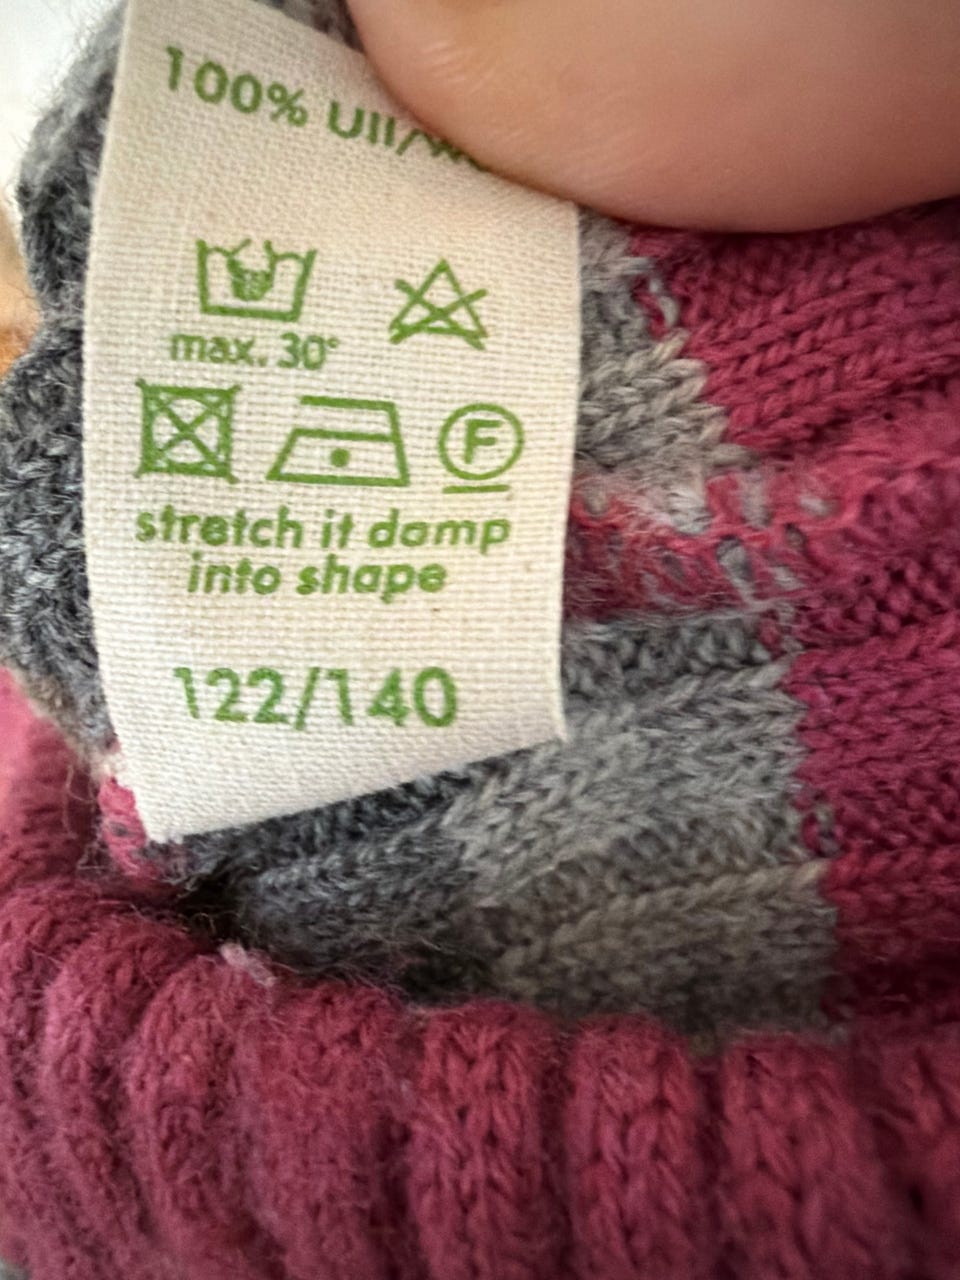 100% Ull/
max. 30°
F
stretch it damp
into shape
122/140